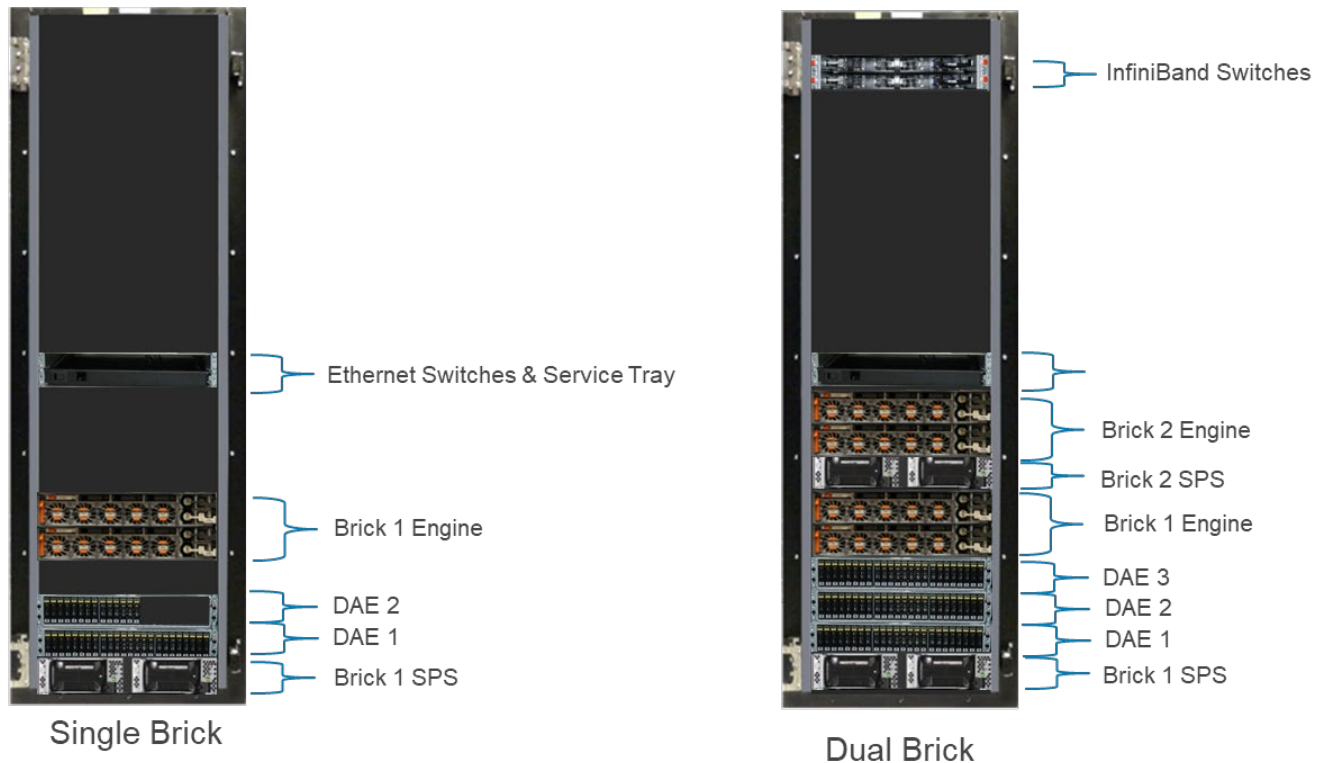 InfiniBand Switches
Ethernet Switches & Service Tray
Brick 1 Engine
DAE 2
DAE 1
Brick 1 SPS
Single Brick
Brick 2 Engine
Brick 2 SPS
Brick 1 Engine
DAE 3
DAE 2
DAE 1
Brick 1 SPS
Dual Brick